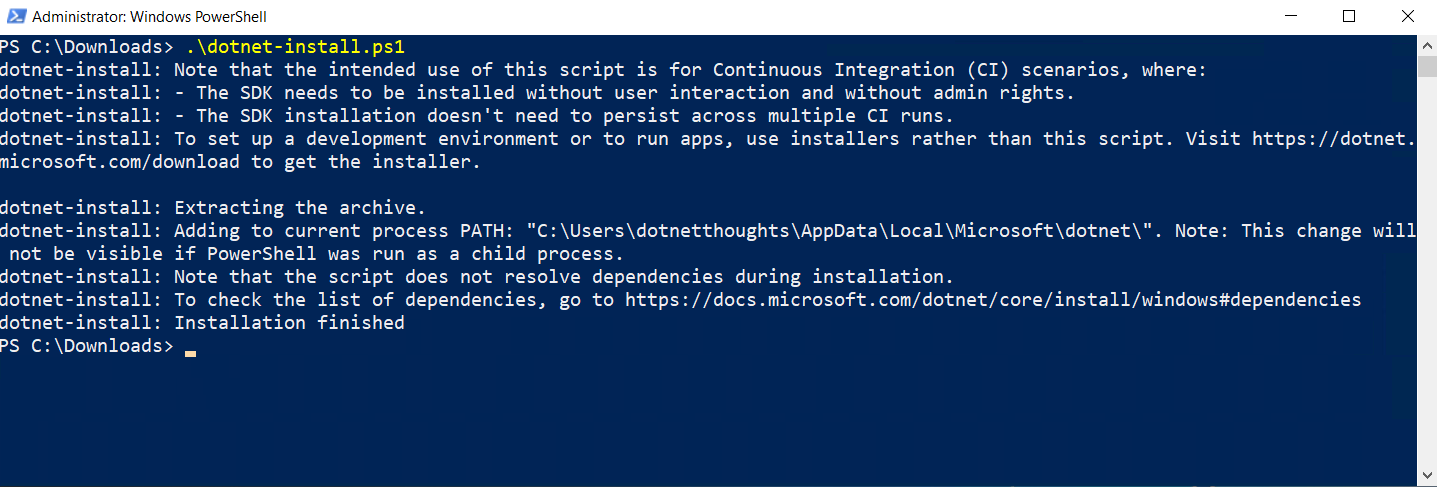 Administrator: Windows PowerShell
PS C:\Downloads> .\dotnet-install.ps1
dotnet-install: Note that the intended use of this script is for Continuous Integration (CI) scenarios, where:
dotnet-install: - The SDK needs to be installed without user interaction and without admin rights.
dotnet-install: - The SDK installation doesn't need to persist across multiple CI runs.
dotnet-install: To set up a development environment or to run apps, use installers rather than this script. Visit https://dotnet.
microsoft.com/download to get the installer.
dotnet-install: Extracting the archive.
dotnet-install: Adding to current process PATH: "C:\Users\dotnetthoughts\AppData\Local\Microsoft\dotnet\". Note: This change will
not be visible if PowerShell was run as a child process.
dotnet-install: Note that the script does not resolve dependencies during installation.
dotnet-install: To check the list of dependencies, go to https://docs.microsoft.com/dotnet/core/install/windows#dependencies
dotnet-install: Installation finished
PS C:\Downloads>